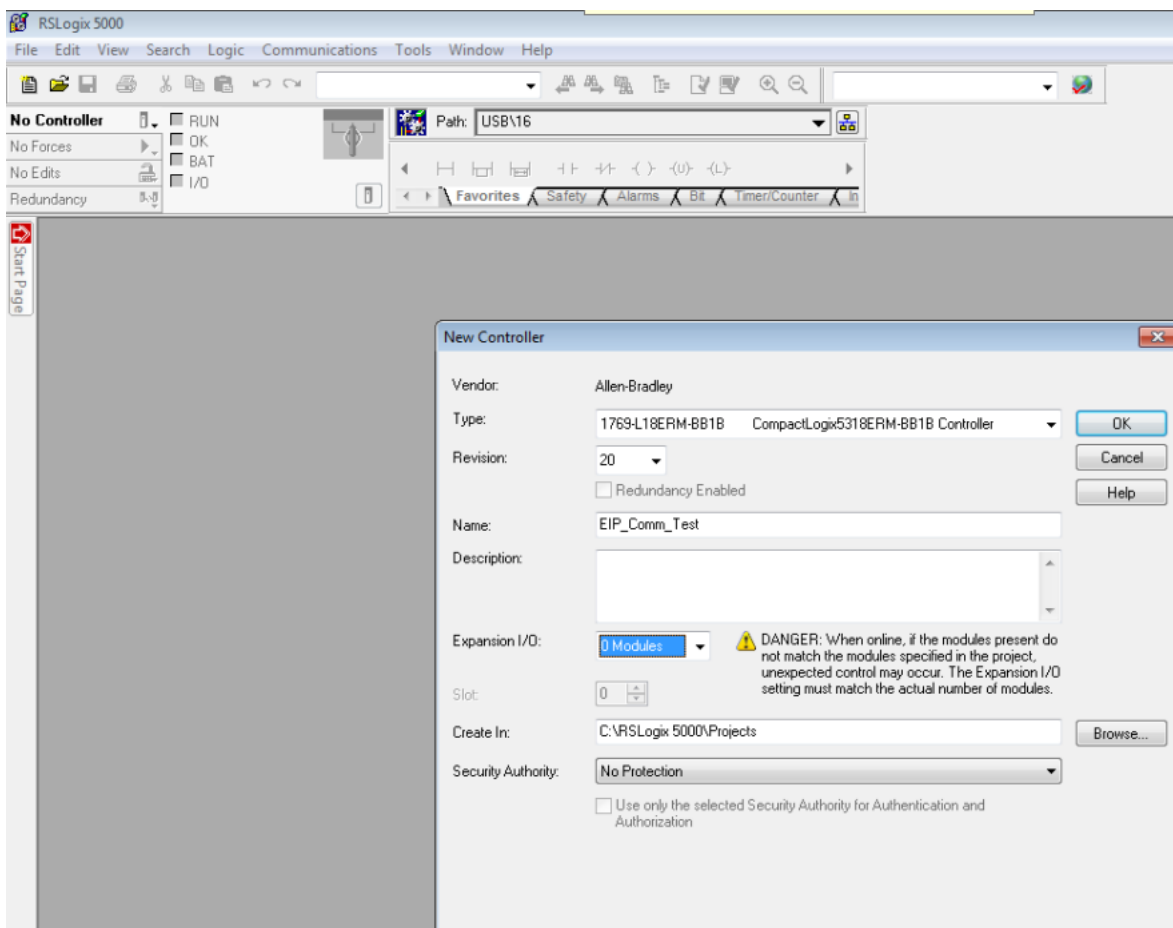 RSLogix 5000
File Edit View Search Logic Communications Tools Window Help
No Controller
RUN
No Forces
OK
No Edits
BAT
Redundancy
I/O
Path: USB\16
Favorites Safety Alarms Bit Timer/Counter In
Start Page
New Controller
Vendor: Allen-Bradley
Type: 1769-L18ERM-BB1B CompactLogix5318ERM-BB1B Controller
OK
Revision: 20
Cancel
Redundancy Enabled
Help
Name: EIP_Comm_Test
Description:
Expansion I/O: 0 Modules
DANGER: When online, if the modules present do
not match the modules specified in the project,
unexpected control may occur. The Expansion I/O
setting must match the actual number of modules.
Slot: 0
Create In: C:\RSLogix 5000\Projects
Browse...
Security Authority: No Protection
Use only the selected Security Authority for Authentication and
Authorization